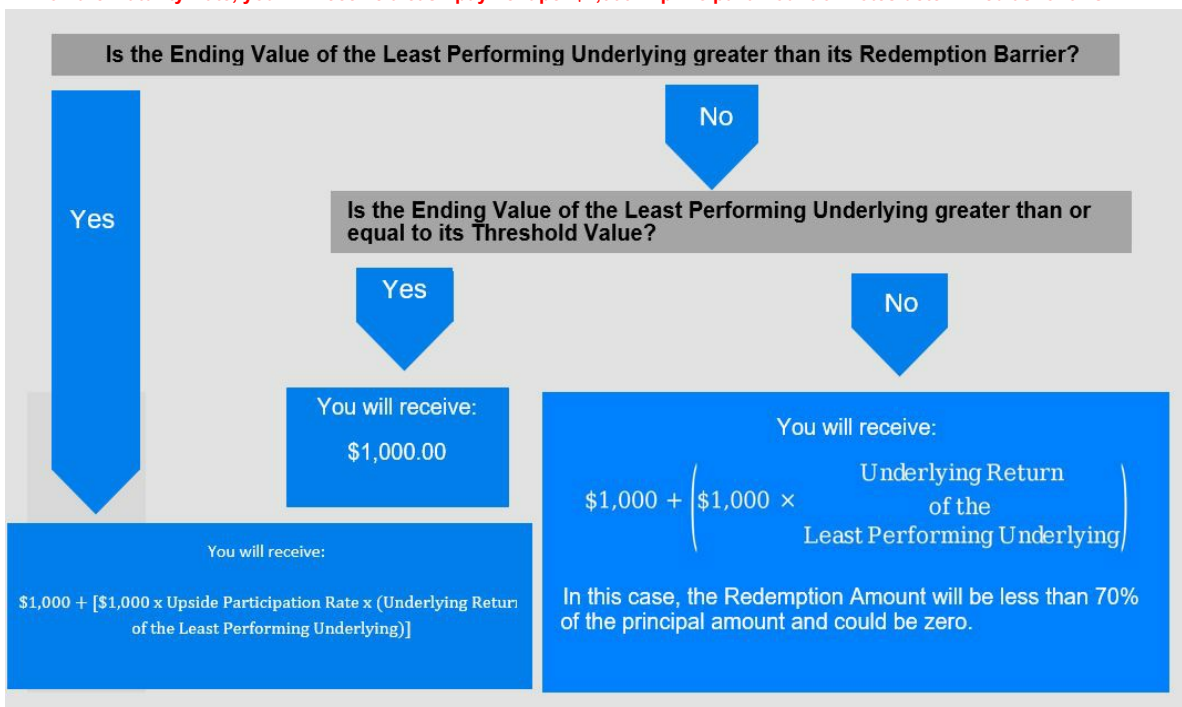 Is the Ending Value of the Least Performing Underlying greater than its Redemption Barrier?
Yes
No
Is the Ending Value of the Least Performing Underlying greater than or
equal to its Threshold Value?
Yes
No
You will receive:
$1,000.00
You will receive:
$1,000 + ($1,000 × Underlying Return
of the
Least Performing Underlying)
In this case, the Redemption Amount will be less than 70%
of the principal amount and could be zero.
You will receive:
$1,000 + [$1,000 x Upside Participation Rate x (Underlying Retur
of the Least Performing Underlying)]